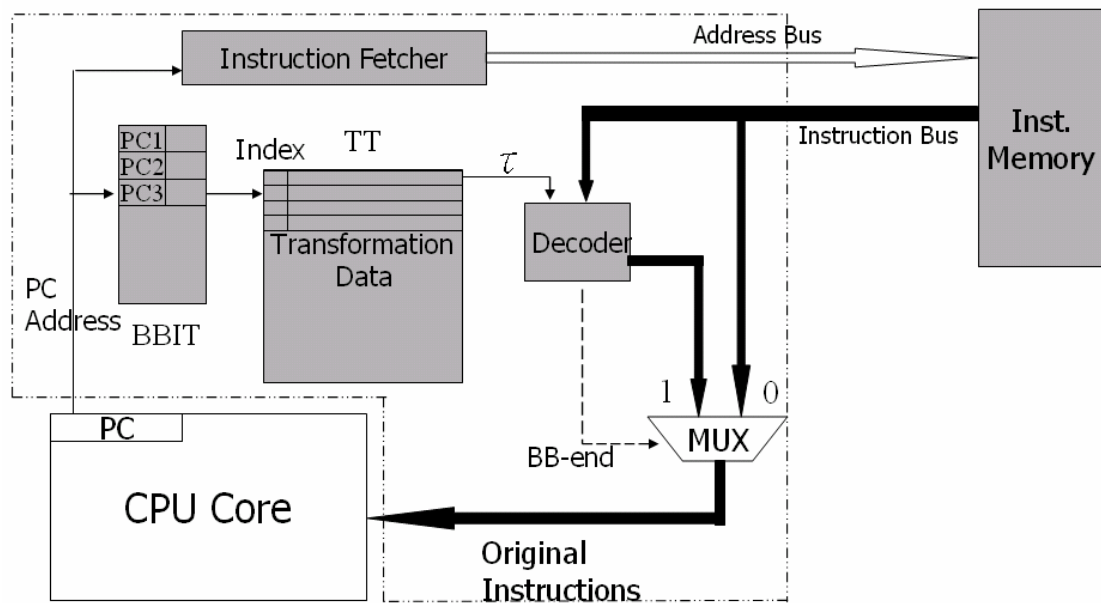 Address Bus
Instruction Fetcher
Inst.
Memory
Instruction Bus
PC1
PC2
PC3
Index
TT
τ
Decoder
Transformation
Data
PC
Address
BBIT
1
0
MUX
BB-end
PC
CPU Core
Original
Instructions